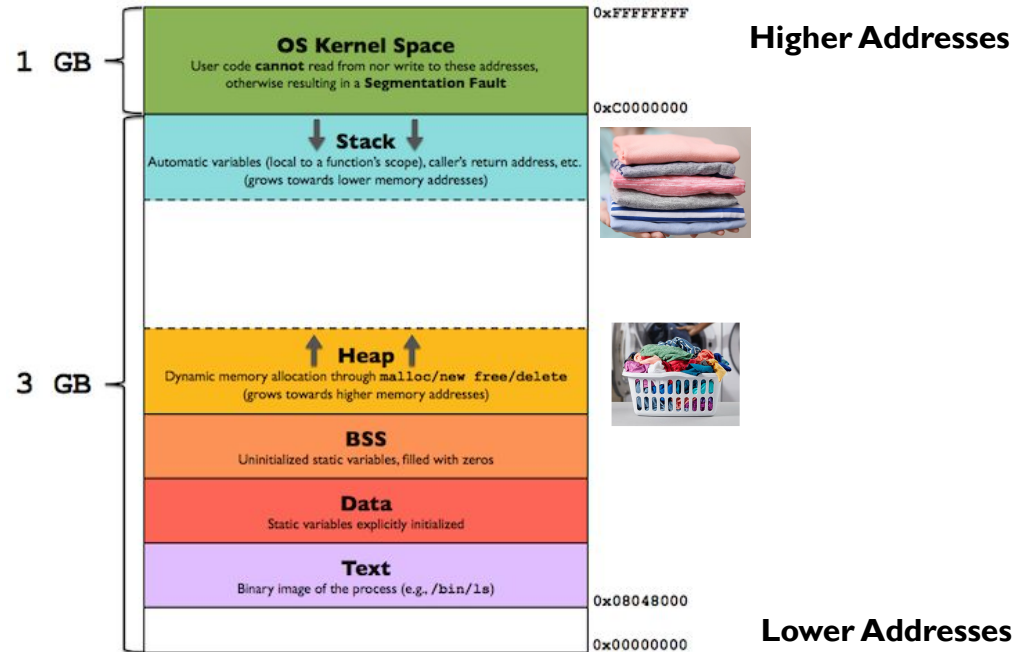 0xFFFFFFFF
Higher Addresses
1 GB
OS Kernel Space
User code cannot read from nor write to these addresses,
otherwise resulting in a Segmentation Fault
0xC0000000
Stack
Automatic variables (local to a function's scope), caller's return address, etc.
(grows towards lower memory addresses)
3 GB
Heap
Dynamic memory allocation through malloc/new free/delete
(grows towards higher memory addresses)
BSS
Uninitialized static variables, filled with zeros
Data
Static variables explicitly initialized
Text
Binary image of the process (e.g., /bin/ls)
0x08048000
Lower Addresses
0x00000000